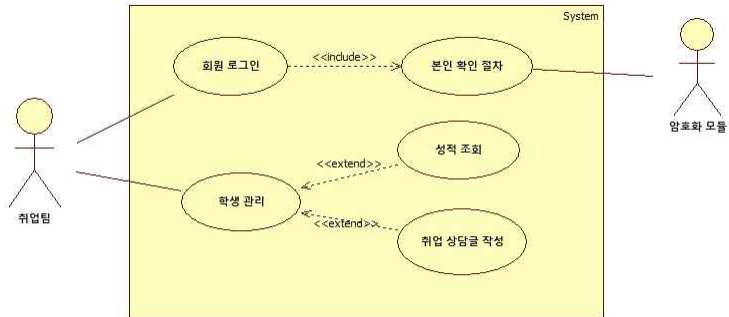 System
회원 로그인
<<include>>
본인 확인 절차
암호화 모듈
취업팀
성적 조회
<<extend>>
학생 관리
<<extend>>
취업 상담글 작성